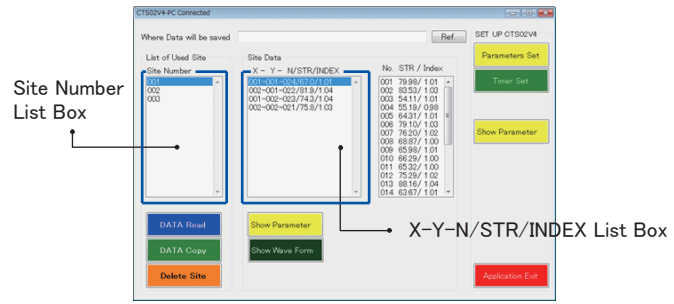 CTS02V4-PC Connected
Where Data will be saved
Ref.
SET UP CTS02V4
List of Used Site
Site Number
001
002
003
Site Data
X - Y - N/STR/INDEX
001-001-024/67.0/1.01
002-001-022/81.9/1.04
001-002-023/74.3/1.04
002-002-021/75.8/1.03
No. STR / Index
001 79.98/ 1.01
002 83.53/ 1.03
003 54.11/ 1.01
004 55.19/ 0.98
005 64.31/ 1.01
006 79.10/ 1.03
007 76.20/ 1.02
008 68.87/ 1.00
009 65.98/ 1.01
010 66.29/ 1.00
011 65.32/ 1.00
012 75.29/ 1.02
013 88.16/ 1.04
014 63.67/ 1.01
Parameters Set
Timer Set
Show Parameter
DATA Read
DATA Copy
Delete Site
Show Parameter
Show Wave Form
Application Exit
Site Number
List Box
X-Y-N/STR/INDEX List Box